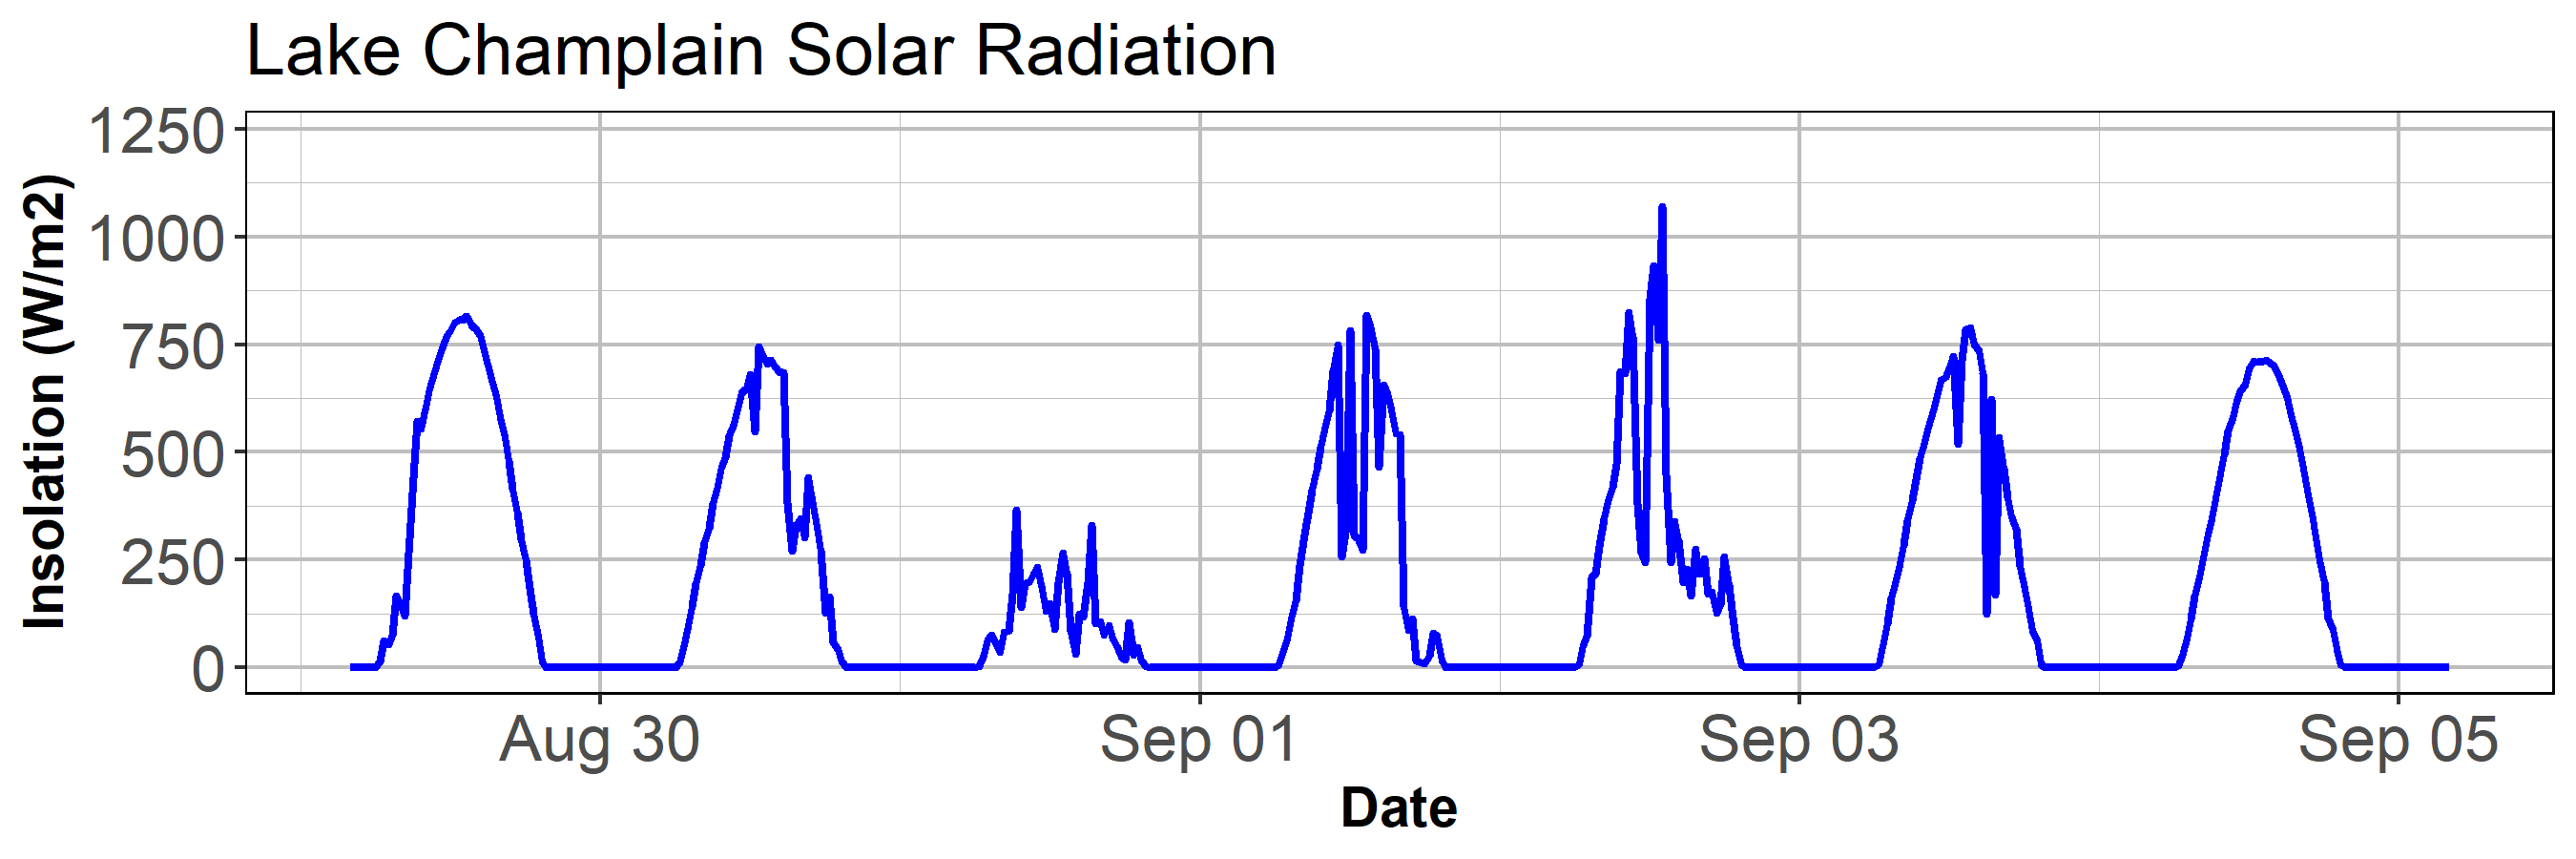 Lake Champlain Solar Radiation
1250
1000
750
500
250
0
Insolation (W/m2)
Aug 30
Sep 01
Sep 03
Sep 05
Date